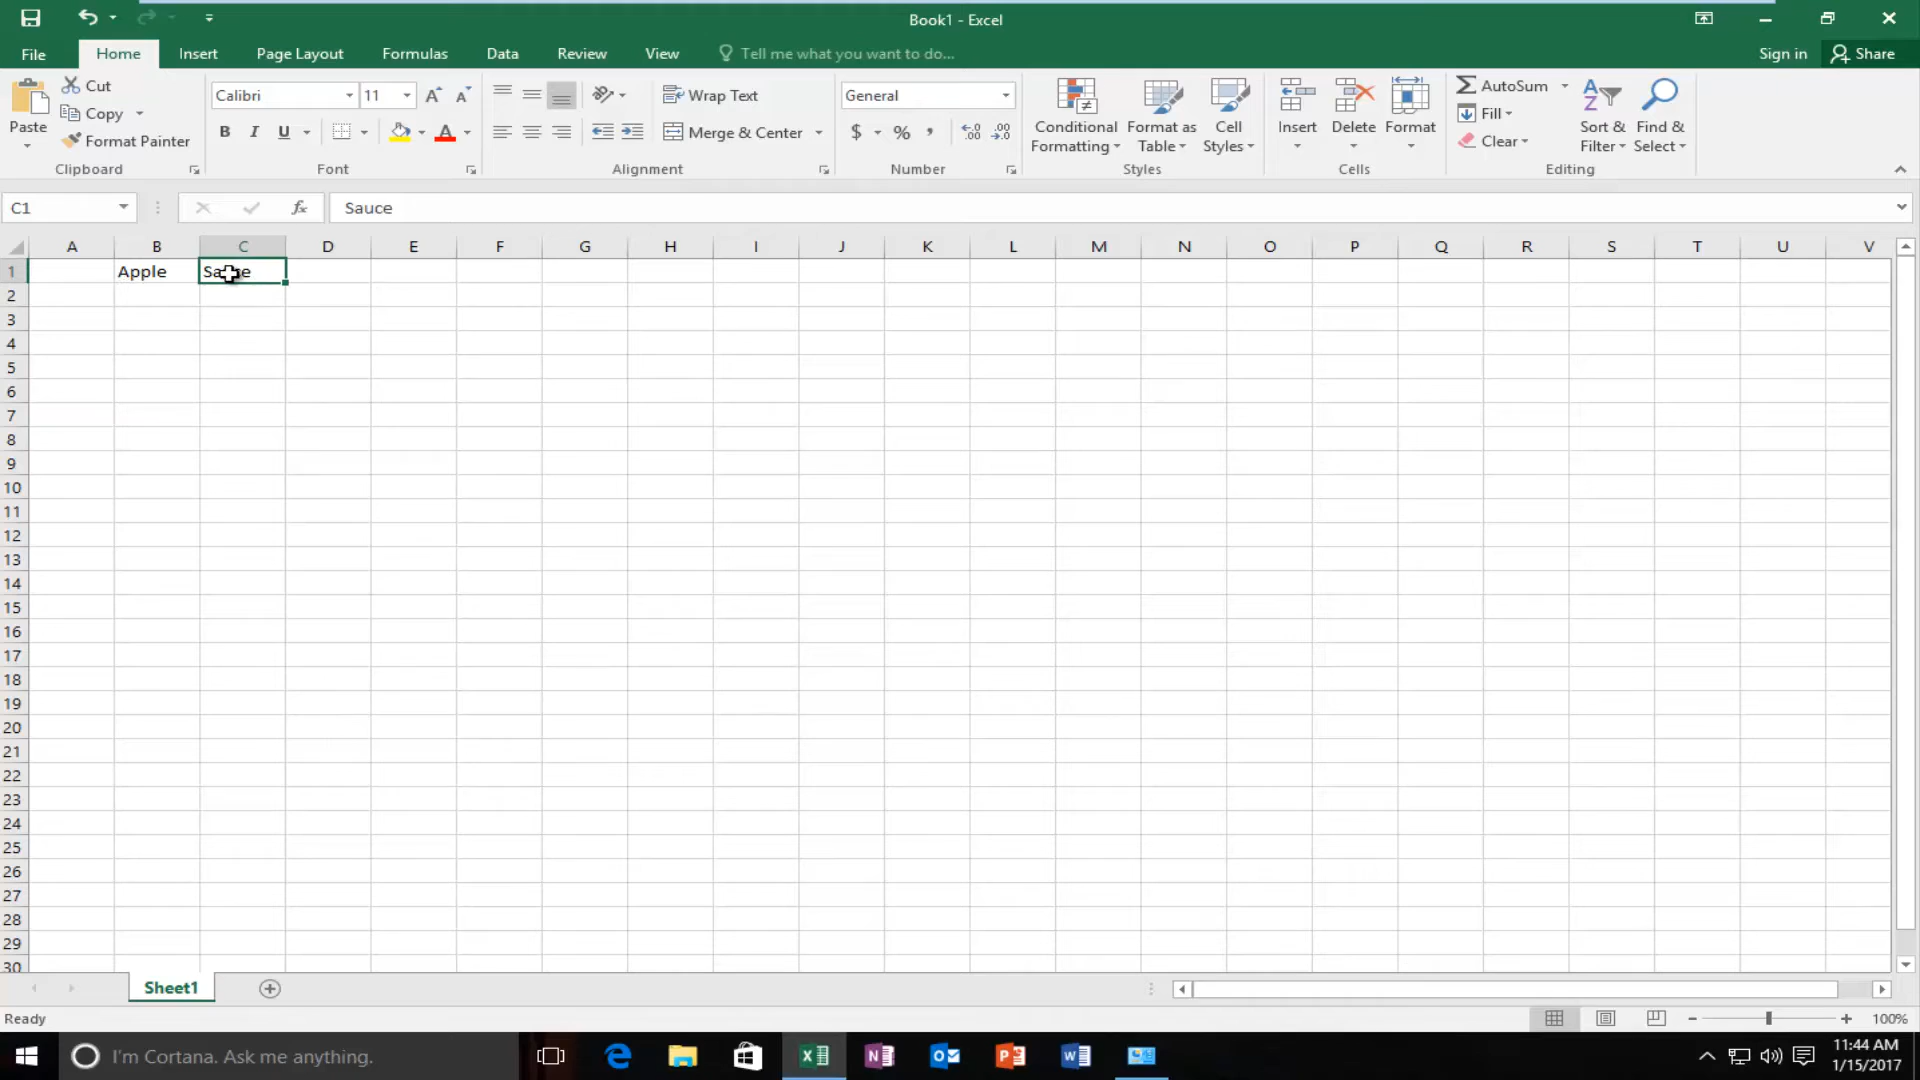 Book1 - Excel
File Home Insert Page Layout Formulas Data Review View Tell me what you want to do... Sign in Share
Paste Cut Copy Format Painter Clipboard
Calibri 11 B I U A Font
Wrap Text Merge & Center Alignment
General $ % , Number
Conditional Formatting Format as Table Cell Styles Styles
Insert Delete Format Cells
AutoSum Fill Clear Sort & Filter Find & Select Editing
C1 fx Sauce
A B C D E F G H I J K L M N O P Q R S T U V
1 Apple
2
3
4
5
6
7
8
9
10
11
12
13
14
15
16
17
18
19
20
21
22
23
24
25
26
27
28
29
30
Sheet1
Ready 100%
I'm Cortana. Ask me anything. 11:44 AM
1/15/2017